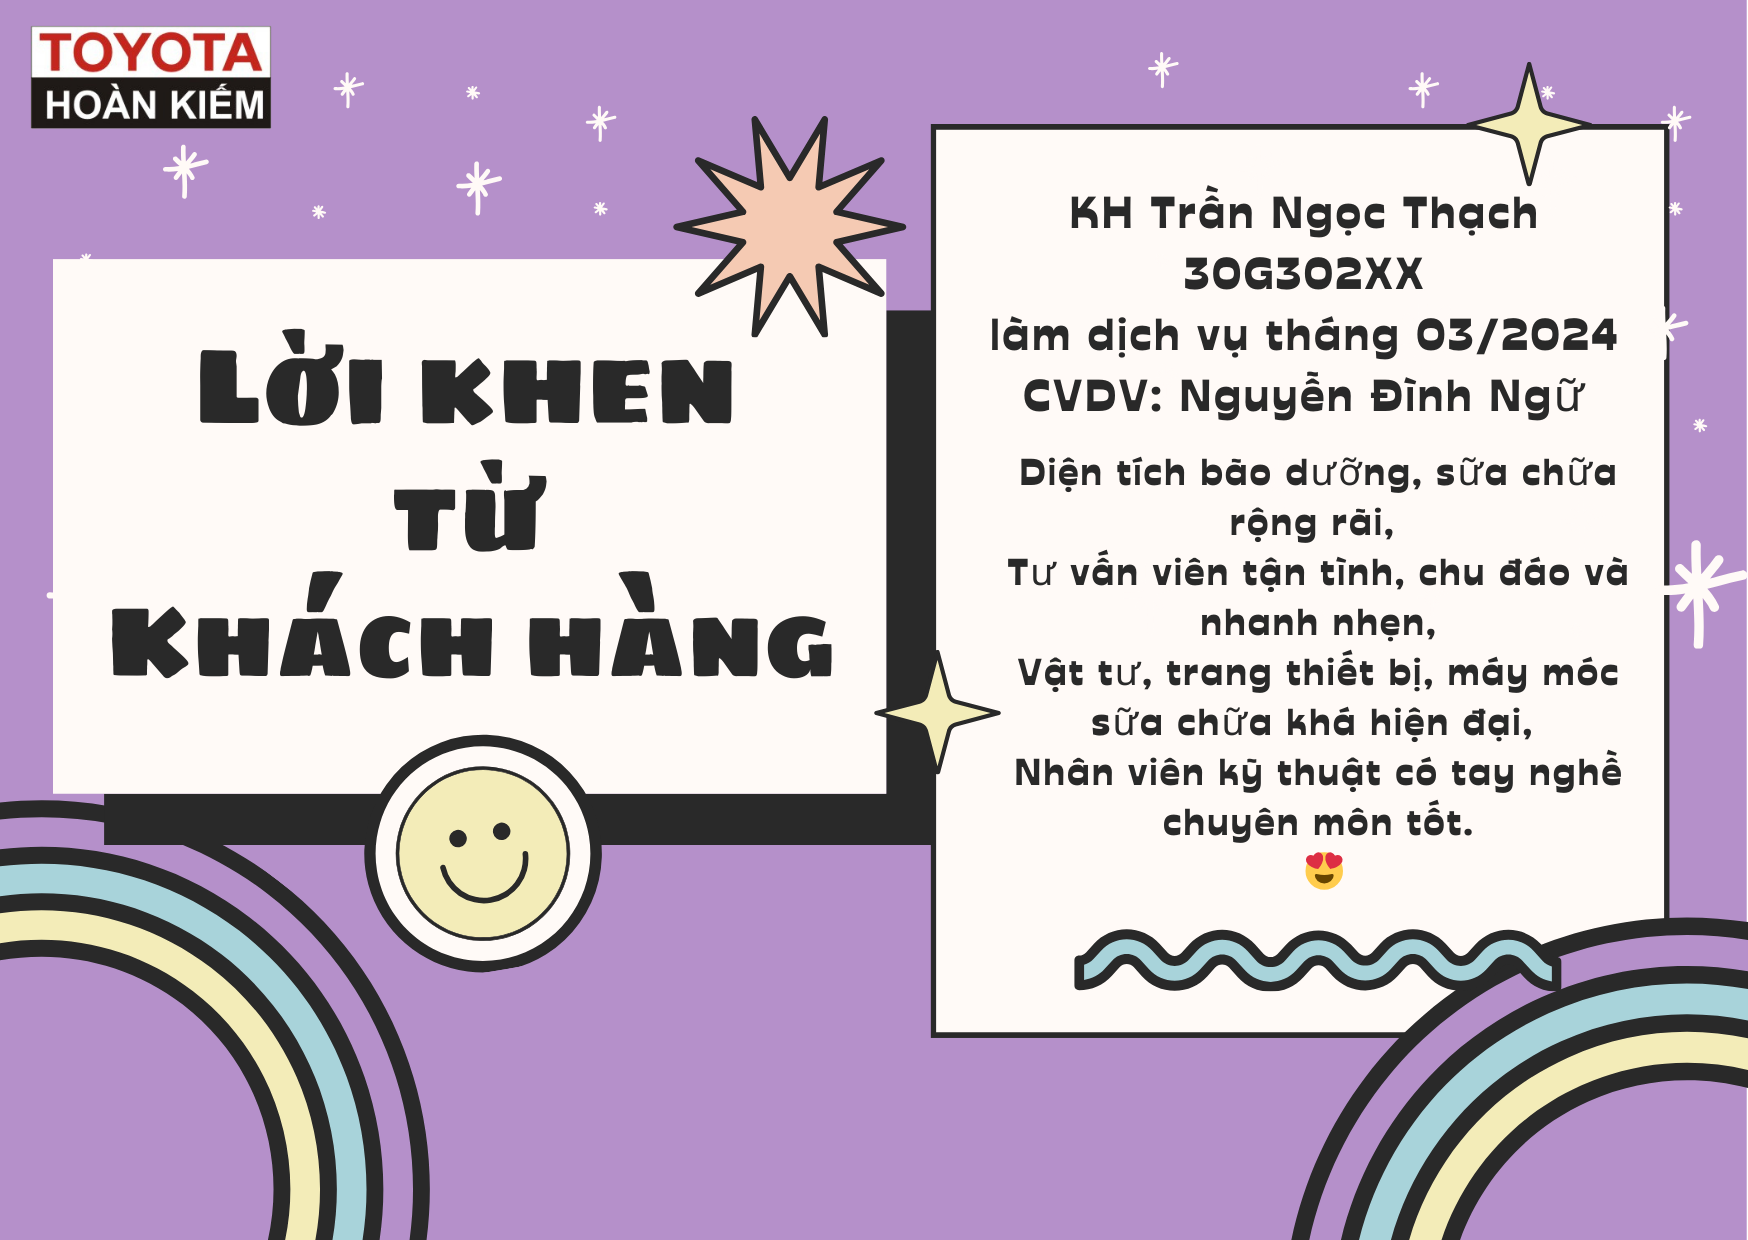 TOYOTA
HOÀN KIẾM
LỜI KHEN
TỪ
KHÁCH HÀNG
KH Trần Ngọc Thạch
30G302XX
làm dịch vụ tháng 03/2024
CVDV: Nguyễn Đình Ngữ
Diện tích bão dưỡng, sữa chữa
rộng rãi,
Tư vấn viên tận tình, chu đáo và
nhanh nhẹn,
Vật tư, trang thiết bị, máy móc
sữa chữa khá hiện đại,
Nhân viên kỹ thuật có tay nghề
chuyên môn tốt.
😍